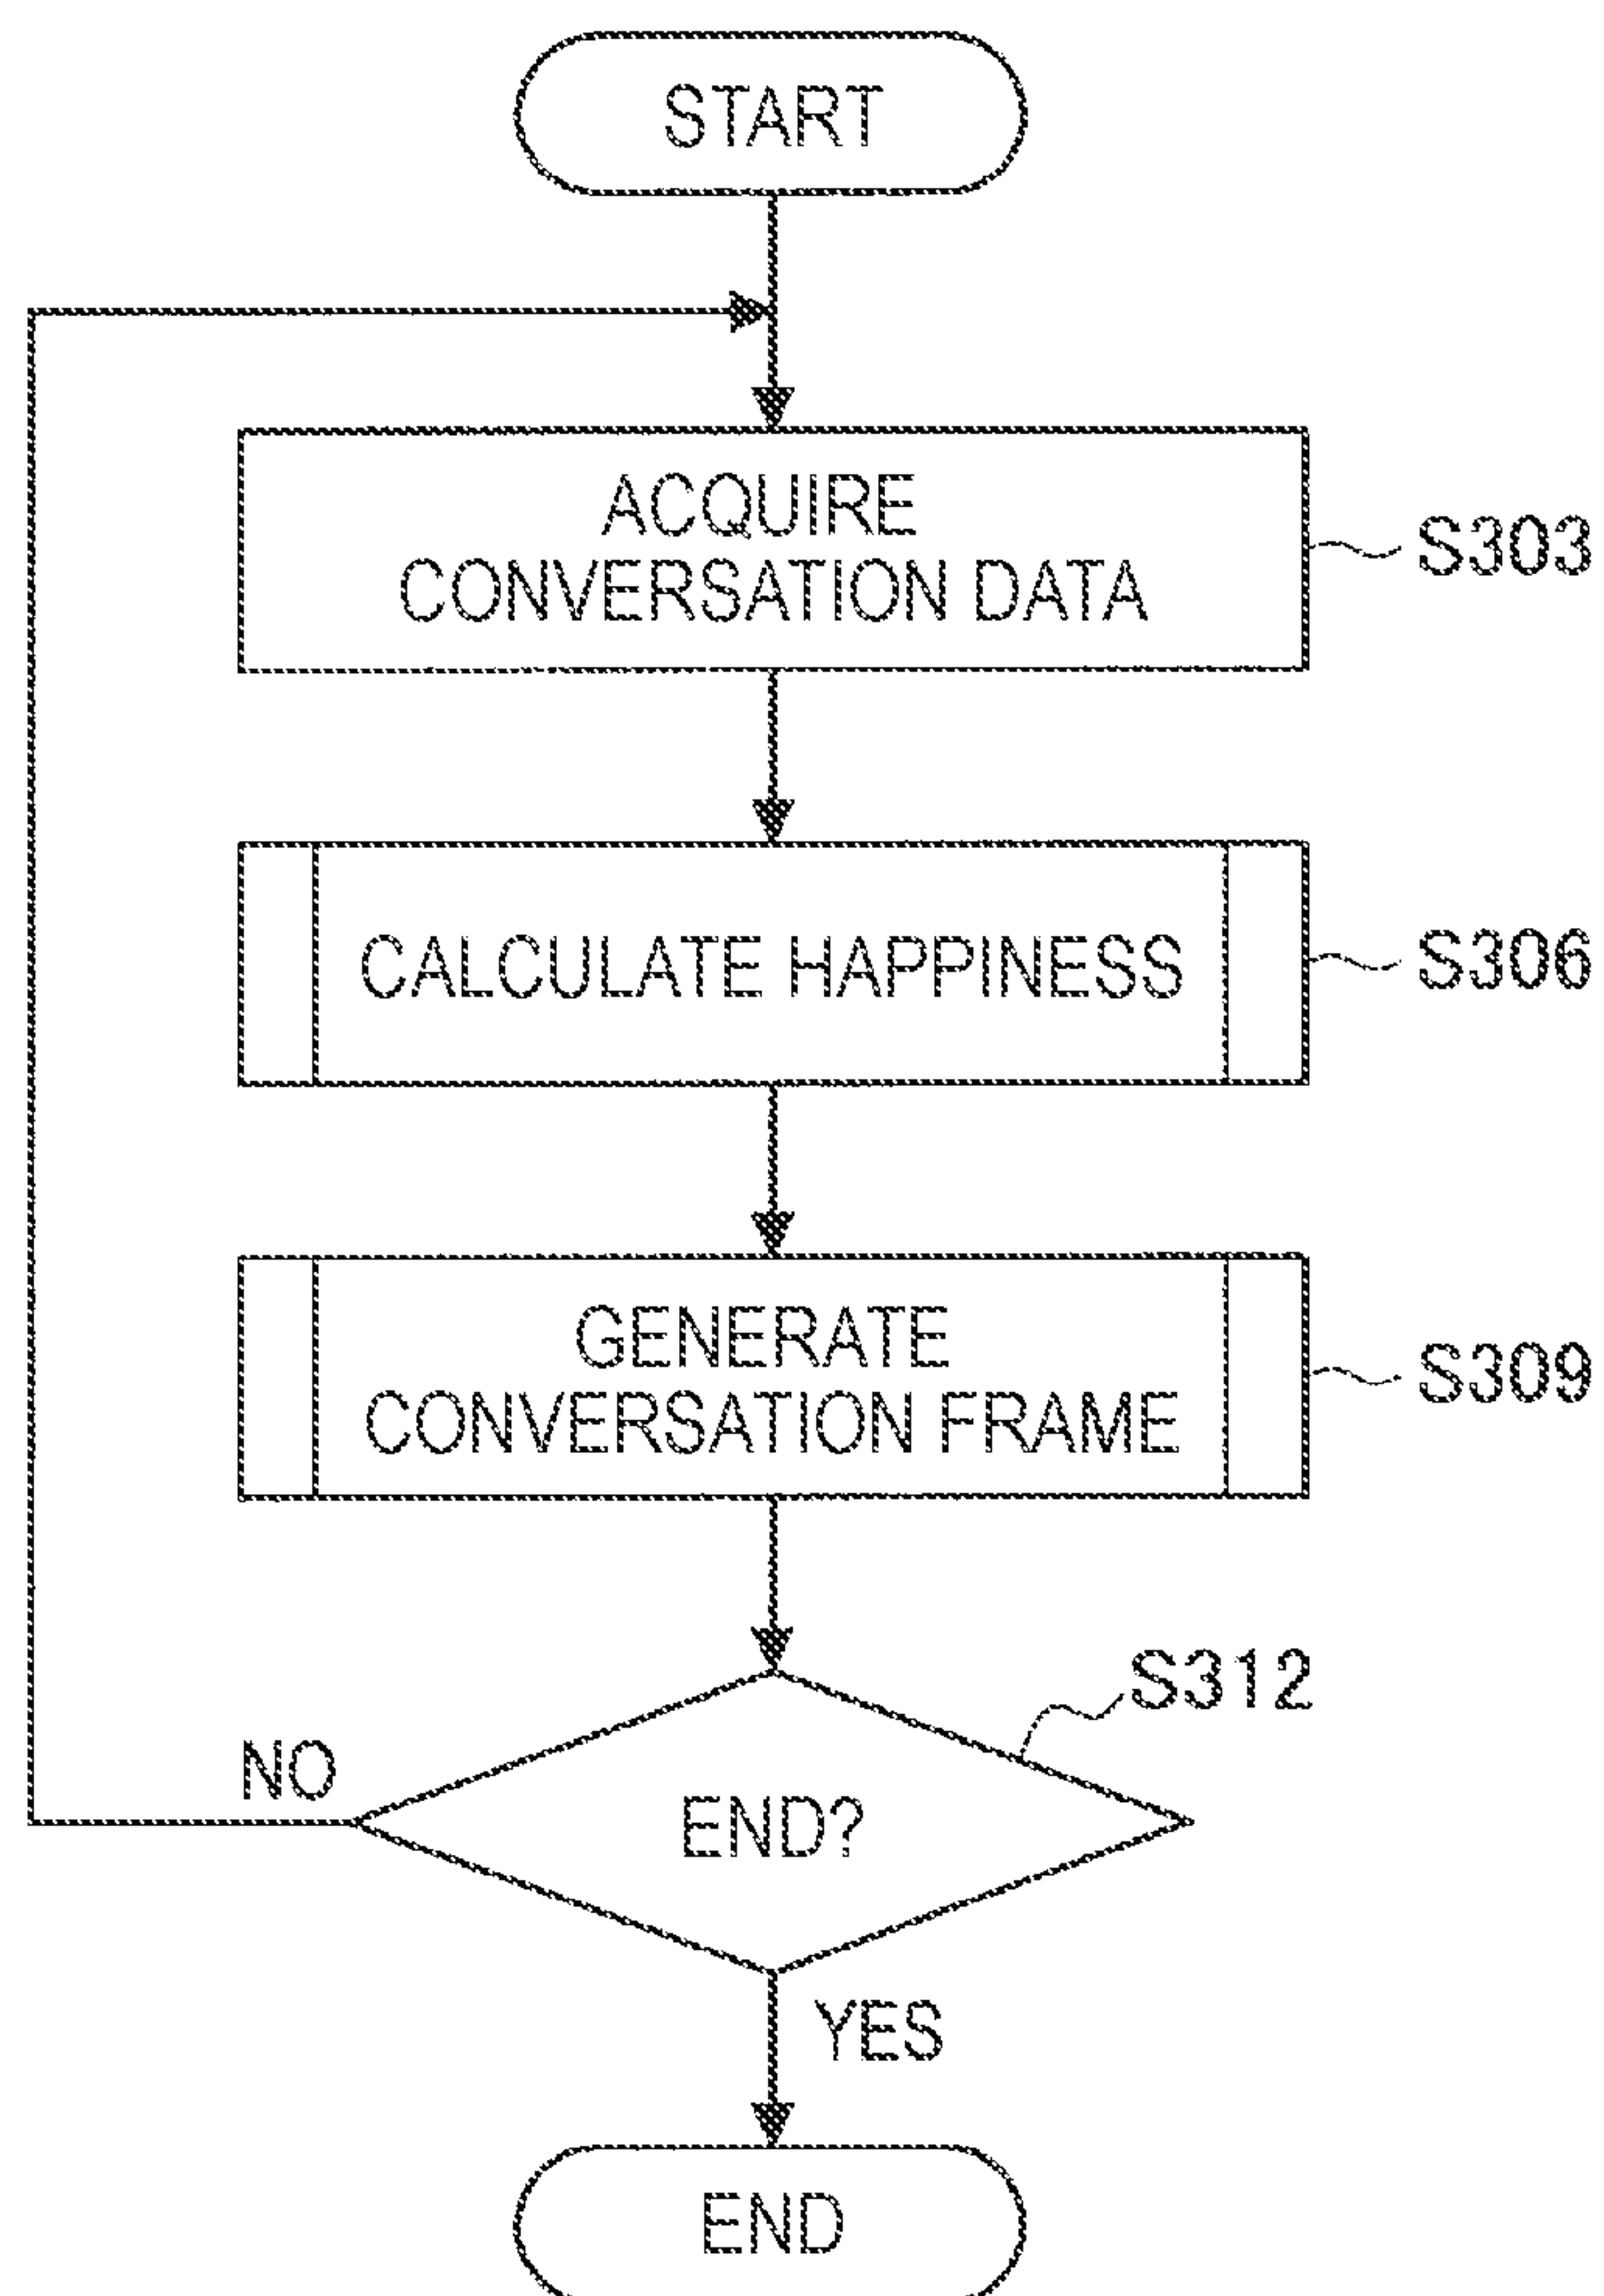 START
ACQUIRE
CONVERSATION DATA
S303
CALCULATE HAPPINESS
S306
GENERATE
CONVERSATION FRAME
S309
S312
NO
END?
YES
END